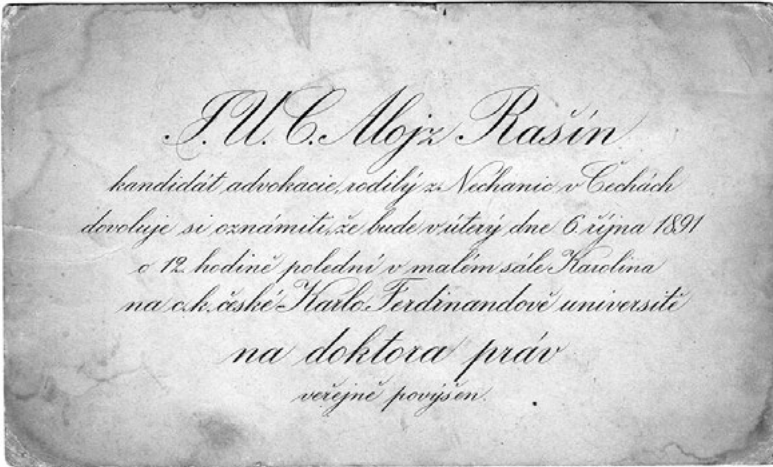 J.U.C. Alojz Rašín
kandidát advokacie, rodilý z Nechanic v Čechách
dovoluje si oznámiti, že bude v úterý dne 6. října 1891
o 12. hodině polední v malém sále Karolina
na c.k. české Karlo-Ferdinandově universitě
na doktora práv
veřejně povýšen.